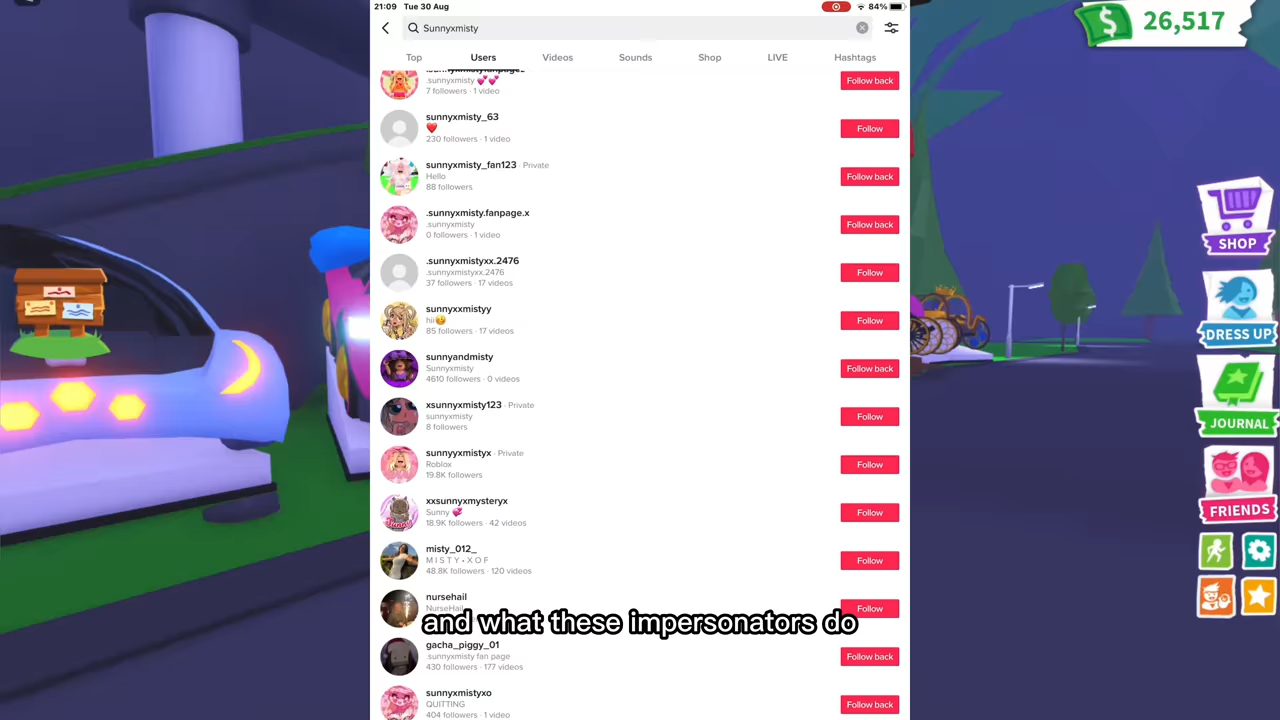 21:09 Tue 30 Aug
84%
Sunnyxmisty
Top Users Videos Sounds Shop LIVE Hashtags
.sunnyxmisty 💕💕
7 followers · 1 video
Follow back
sunnyxmisty_63
❤️
230 followers · 1 video
Follow
sunnyxmisty_fan123 · Private
Hello
88 followers
Follow back
.sunnyxmisty.fanpage.x
.sunnyxmisty
0 followers · 1 video
Follow back
.sunnyxmistyxx.2476
.sunnyxmistyxx.2476
37 followers · 17 videos
Follow
sunnyxxmistyy
hii🥱
85 followers · 17 videos
Follow
sunnyandmisty
Sunnyxmisty
4610 followers · 0 videos
Follow back
xsunnyxmisty123 · Private
sunnyxmisty
8 followers
Follow
sunnyyxmistyx · Private
Roblox
19.8K followers
Follow
xxsunnyxmysteryx
Sunny 💞
18.9K followers · 42 videos
Follow
misty_012_
M I S T Y • X O F
48.8K followers · 120 videos
Follow
nursehail
NurseHail
Follow
and what these impersonators do
gacha_piggy_01
.sunnyxmisty fan page
430 followers · 177 videos
Follow back
sunnyxmistyxo
QUITTING
404 followers · 1 video
Follow back
26,517
SHOP
DRESS UP
JOURNAL
FRIENDS